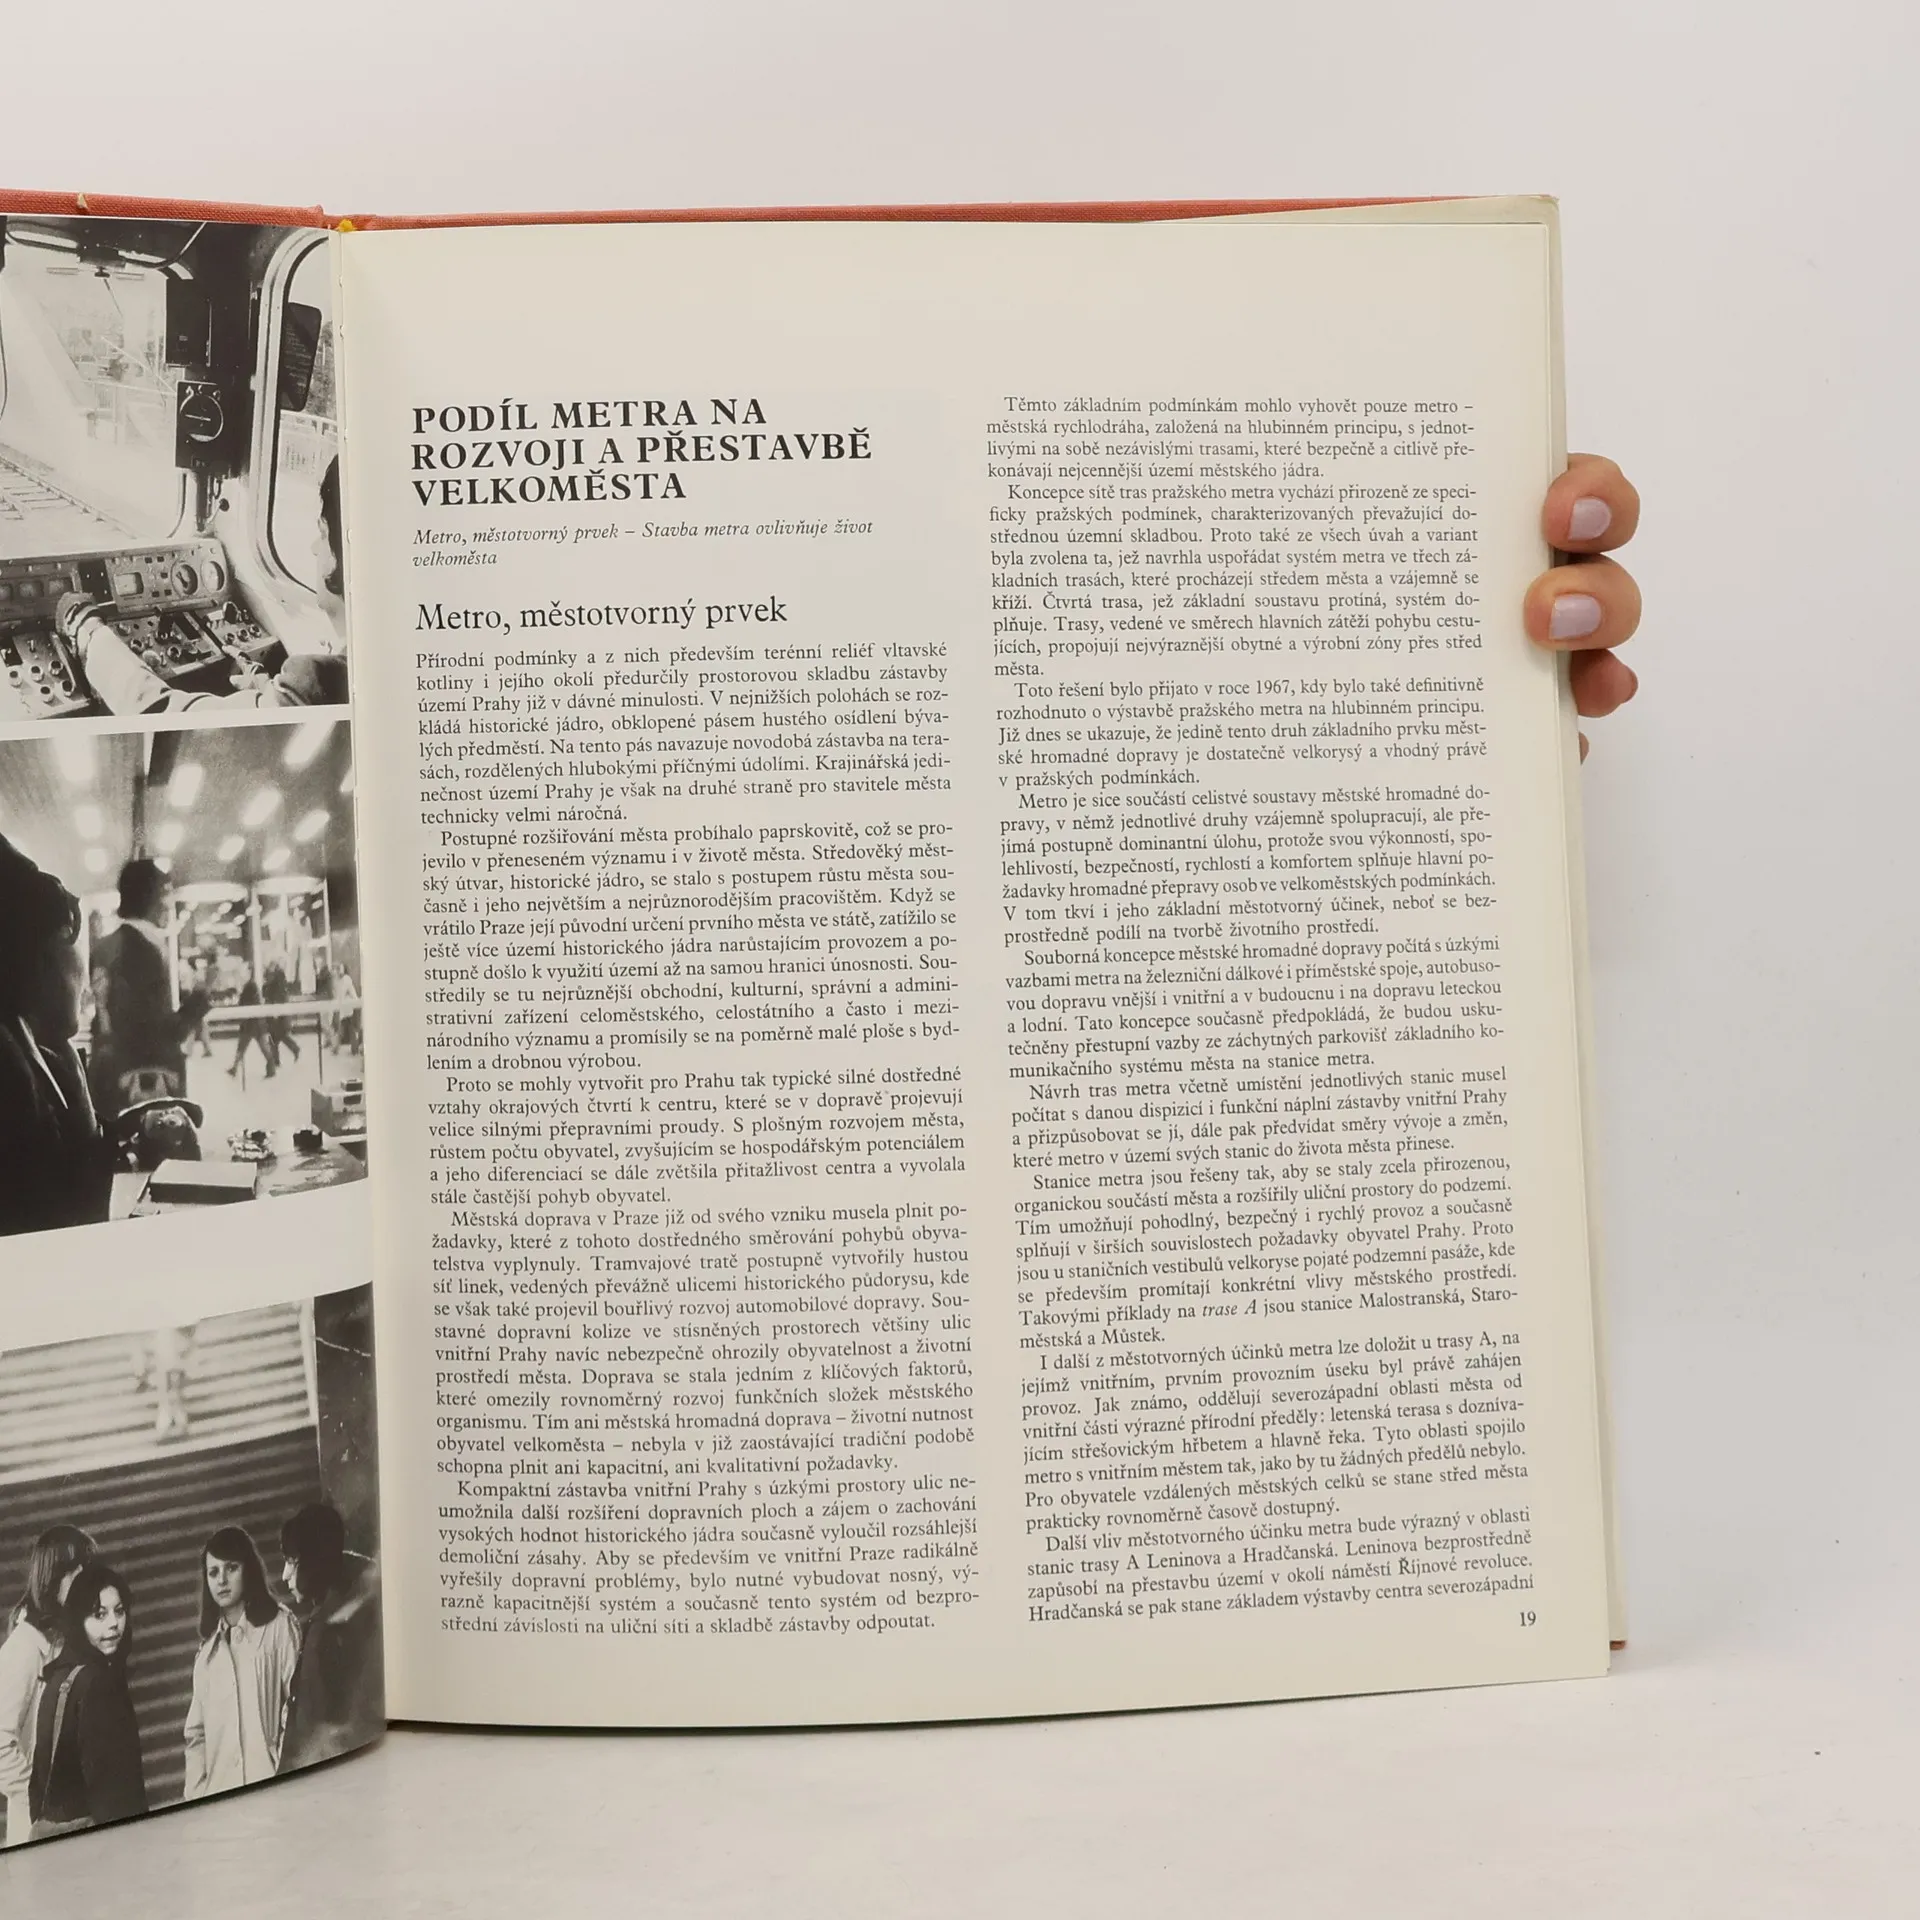 PODÍL METRA NA
ROZVOJI A PŘESTAVBĚ
VELKOMĚSTA
Metro, městotvorný prvek – Stavba metra ovlivňuje život
velkoměsta
Metro, městotvorný prvek
Přírodní podmínky a z nich především terénní reliéf vltavské
kotliny i jejího okolí předurčily prostorovou skladbu zástavby
území Prahy již v dávné minulosti. V nejnižších polohách se roz-
kládá historické jádro, obklopené pásem hustého osídlení býva-
lých předměstí. Na tento pás navazuje novodobá zástavba na tera-
sách, rozdělených hlubokými příčnými údolími. Krajinářská jedi-
nečnost území Prahy je však na druhé straně pro stavitele města
technicky velmi náročná.
Postupné rozšiřování města probíhalo paprskovitě, což se pro-
jevilo v přeneseném významu i v životě města. Středověký měst-
ský útvar, historické jádro, se stalo s postupem růstu města sou-
časně i jeho největším a nejrůznorodějším pracovištěm. Když se
vrátilo Praze její původní určení prvního města ve státě, zatížilo se
ještě více území historického jádra narůstajícím provozem a po-
stupně došlo k využití území až na samou hranici únosnosti. Sou-
středily se tu nejrůznější obchodní, kulturní, správní a admini-
strativní zařízení celoměstského, celostátního a často i mezi-
národního významu a promísily se na poměrně malé ploše s byd-
lením a drobnou výrobou.
Proto se mohly vytvořit pro Prahu tak typické silné dostředné
vztahy okrajových čtvrtí k centru, které se v dopravě projevují
velice silnými přepravními proudy. S plošným rozvojem města,
růstem počtu obyvatel, zvyšujícím se hospodářským potenciálem
a jeho diferenciací se dále zvětšila přitažlivost centra a vyvolala
stále častější pohyb obyvatel.
Městská doprava v Praze již od svého vzniku musela plnit po-
žadavky, které z tohoto dostředného směrování pohybů obyva-
telstva vyplynuly. Tramvajové tratě postupně vytvořily hustou
síť linek, vedených převážně ulicemi historického půdorysu, kde
se však také projevil bouřlivý rozvoj automobilové dopravy. Sou-
stavné dopravní kolize ve stísněných prostorech většiny ulic
vnitřní Prahy navíc nebezpečně ohrozily obyvatelnost a životní
prostředí města. Doprava se stala jedním z klíčových faktorů,
které omezily rovnoměrný rozvoj funkčních složek městského
organismu. Tím ani městská hromadná doprava – životní nutnost
obyvatel velkoměsta – nebyla v již zaostávající tradiční podobě
schopna plnit ani kapacitní, ani kvalitativní požadavky.
Kompaktní zástavba vnitřní Prahy s úzkými prostory ulic ne-
umožnila další rozšíření dopravních ploch a zájem o zachování
vysokých hodnot historického jádra současně vyloučil rozsáhlejší
demoliční zásahy. Aby se především ve vnitřní Praze radikálně
vyřešily dopravní problémy, bylo nutné vybudovat nosný, vý-
razně kapacitnější systém a současně tento systém od bezpro-
střední závislosti na uliční síti a skladbě zástavby odpoutat.
Těmto základním podmínkám mohlo vyhovět pouze metro –
městská rychlodráha, založená na hlubinném principu, s jednot-
livými na sobě nezávislými trasami, které bezpečně a citlivě pře-
konávají nejcennější území městského jádra.
Koncepce sítě tras pražského metra vychází přirozeně ze speci-
ficky pražských podmínek, charakterizovaných převažující do-
střednou územní skladbou. Proto také ze všech úvah a variant
byla zvolena ta, jež navrhla uspořádat systém metra ve třech zá-
kladních trasách, které procházejí středem města a vzájemně se
kříží. Čtvrtá trasa, jež základní soustavu protíná, systém do-
plňuje. Trasy, vedené ve směrech hlavních zátěží pohybu cestu-
jících, propojují nejvýraznější obytné a výrobní zóny přes střed
města.
Toto řešení bylo přijato v roce 1967, kdy bylo také definitivně
rozhodnuto o výstavbě pražského metra na hlubinném principu.
Již dnes se ukazuje, že jedině tento druh základního prvku měst-
ské hromadné dopravy je dostatečně velkorysý a vhodný právě
v pražských podmínkách.
Metro je sice součástí celistvé soustavy městské hromadné do-
pravy, v němž jednotlivé druhy vzájemně spolupracují, ale pře-
jímá postupně dominantní úlohu, protože svou výkonností, spo-
lehlivostí, bezpečností, rychlostí a komfortem splňuje hlavní po-
žadavky hromadné přepravy osob ve velkoměstských podmínkách.
V tom tkví i jeho základní městotvorný účinek, neboť se bez-
prostředně podílí na tvorbě životního prostředí.
Souborná koncepce městské hromadné dopravy počítá s úzkými
vazbami metra na železniční dálkové i příměstské spoje, autobuso-
vou dopravu vnější i vnitřní a v budoucnu i na dopravu leteckou
a lodní. Tato koncepce současně předpokládá, že budou usku-
tečněny přestupní vazby ze záchytných parkovišť základního ko-
munikačního systému města na stanice metra.
Návrh tras metra včetně umístění jednotlivých stanic musel
počítat s danou dispizicí i funkční náplní zástavby vnitřní Prahy
a přizpůsobovat se jí, dále pak předvídat směry vývoje a změn,
které metro v území svých stanic do života města přinese.
Stanice metra jsou řešeny tak, aby se staly zcela přirozenou,
organickou součástí města a rozšířily uliční prostory do podzemí.
Tím umožňují pohodlný, bezpečný i rychlý provoz a současně
splňují v širších souvislostech požadavky obyvatel Prahy. Proto
jsou u staničních vestibulů velkoryse pojaté podzemní pasáže, kde
se především promítají konkrétní vlivy městského prostředí.
Takovými příklady na trase A jsou stanice Malostranská, Staro-
městská a Můstek.
I další z městotvorných účinků metra lze doložit u trasy A, na
jejímž vnitřním, prvním provozním úseku byl právě zahájen
provoz. Jak známo, oddělují severozápadní oblasti města od
vnitřní části výrazné přírodní předěly: letenská terasa s dozníva-
jícím střešovickým hřbetem a hlavně řeka. Tyto oblasti spojilo
metro s vnitřním městem tak, jako by tu žádných předělů nebylo.
Pro obyvatele vzdálených městských celků se stane střed města
prakticky rovnoměrně časově dostupný.
Další vliv městotvorného účinku metra bude výrazný v oblasti
stanic trasy A Leninova a Hradčanská. Leninova bezprostředně
zapůsobí na přestavbu území v okolí náměstí Říjnové revoluce.
Hradčanská se pak stane základem výstavby centra severozápadní
19